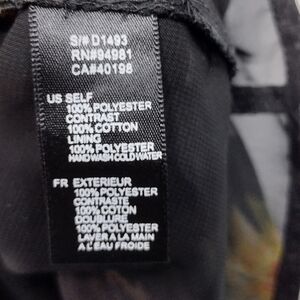 S/# D1493
RN#94981
CA#40198
US SELF
100% POLYESTER
CONTRAST
100% COTTON
LINING
100% POLYESTER
HAND WASH COLD WATER
FR EXTERIEUR
100% POLYESTER
CONTRASTE
100% COTON
DOUBLURE
100% POLYESTER
LAVER A LA MAIN
A L'EAU FROIDE